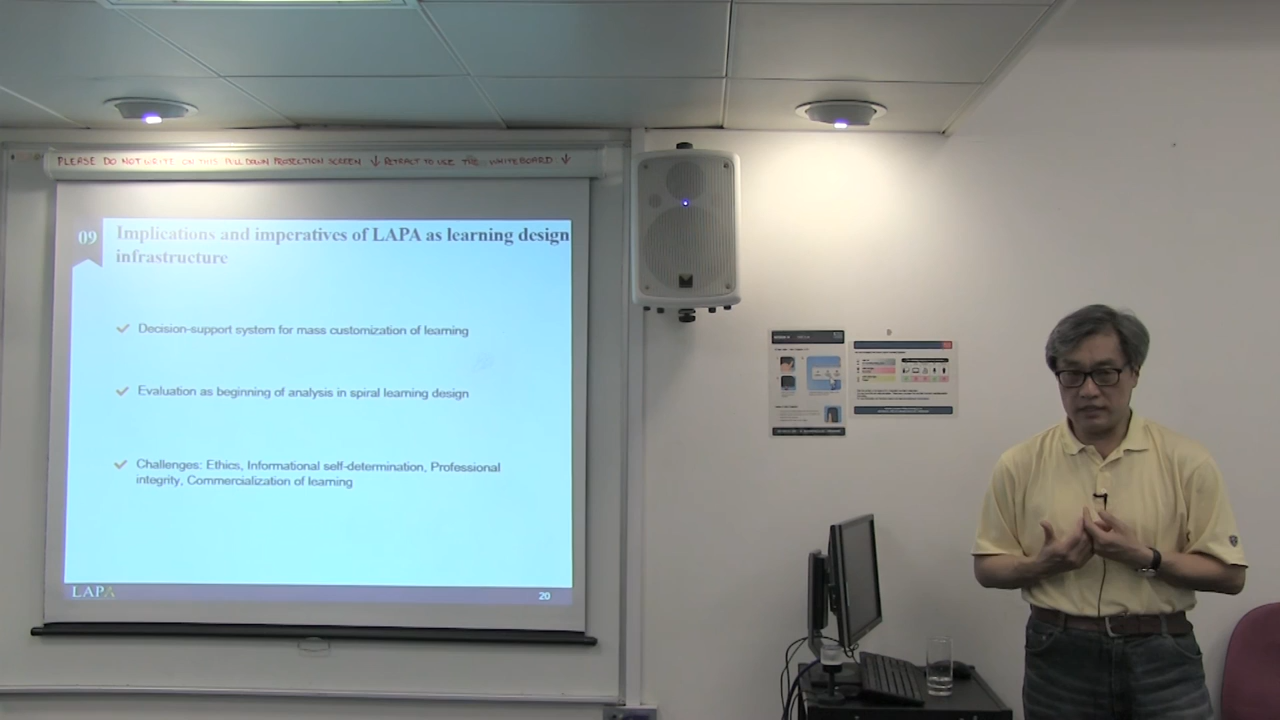 PLEASE DO NOT WRITE ON THIS PULL DOWN PROJECTION SCREEN ↓ RETRACT TO USE THE WHITEBOARD ↓
09
Implications and imperatives of LAPA as learning design
infrastructure
Decision-support system for mass customization of learning
Evaluation as beginning of analysis in spiral learning design
Challenges: Ethics, Informational self-determination, Professional
integrity, Commercialization of learning
LAPA
20